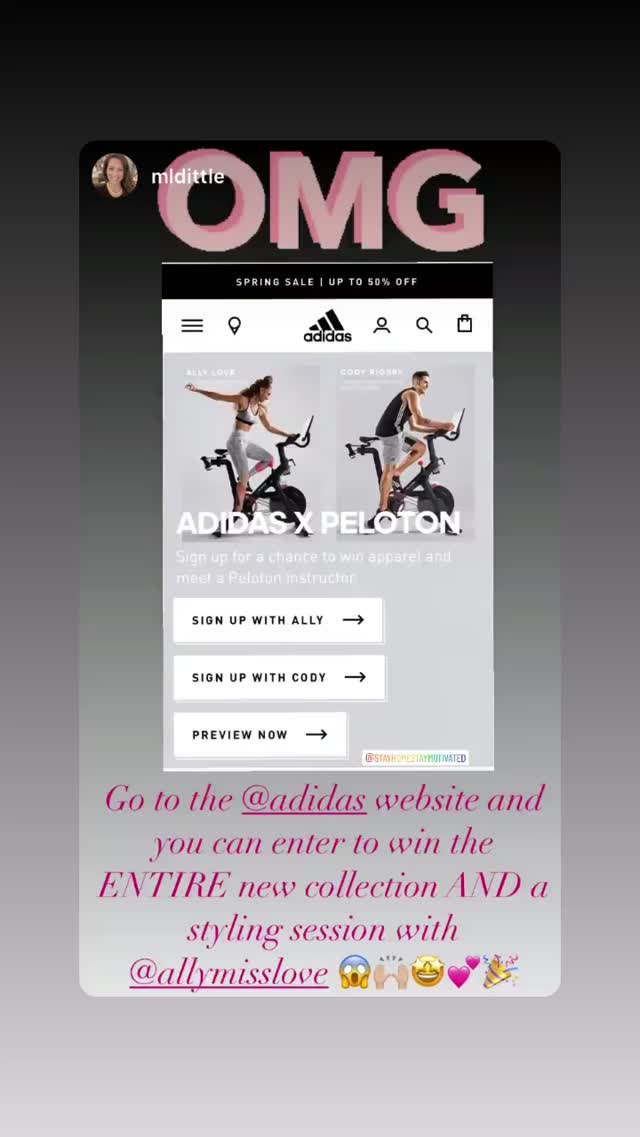 mldittle
OMG
SPRING SALE | UP TO 50% OFF
adidas
ALLY LOVE
CODY RIGSBY
ADIDAS X PELOTON
Sign up for a chance to win apparel and
meet a Peloton instructor
SIGN UP WITH ALLY
SIGN UP WITH CODY
PREVIEW NOW
@STAYHOMESTAYMOTIVATED
Go to the @adidas website and
you can enter to win the
ENTIRE new collection AND a
styling session with
@allymisslove 😱🙌🏼🤩💕🎉